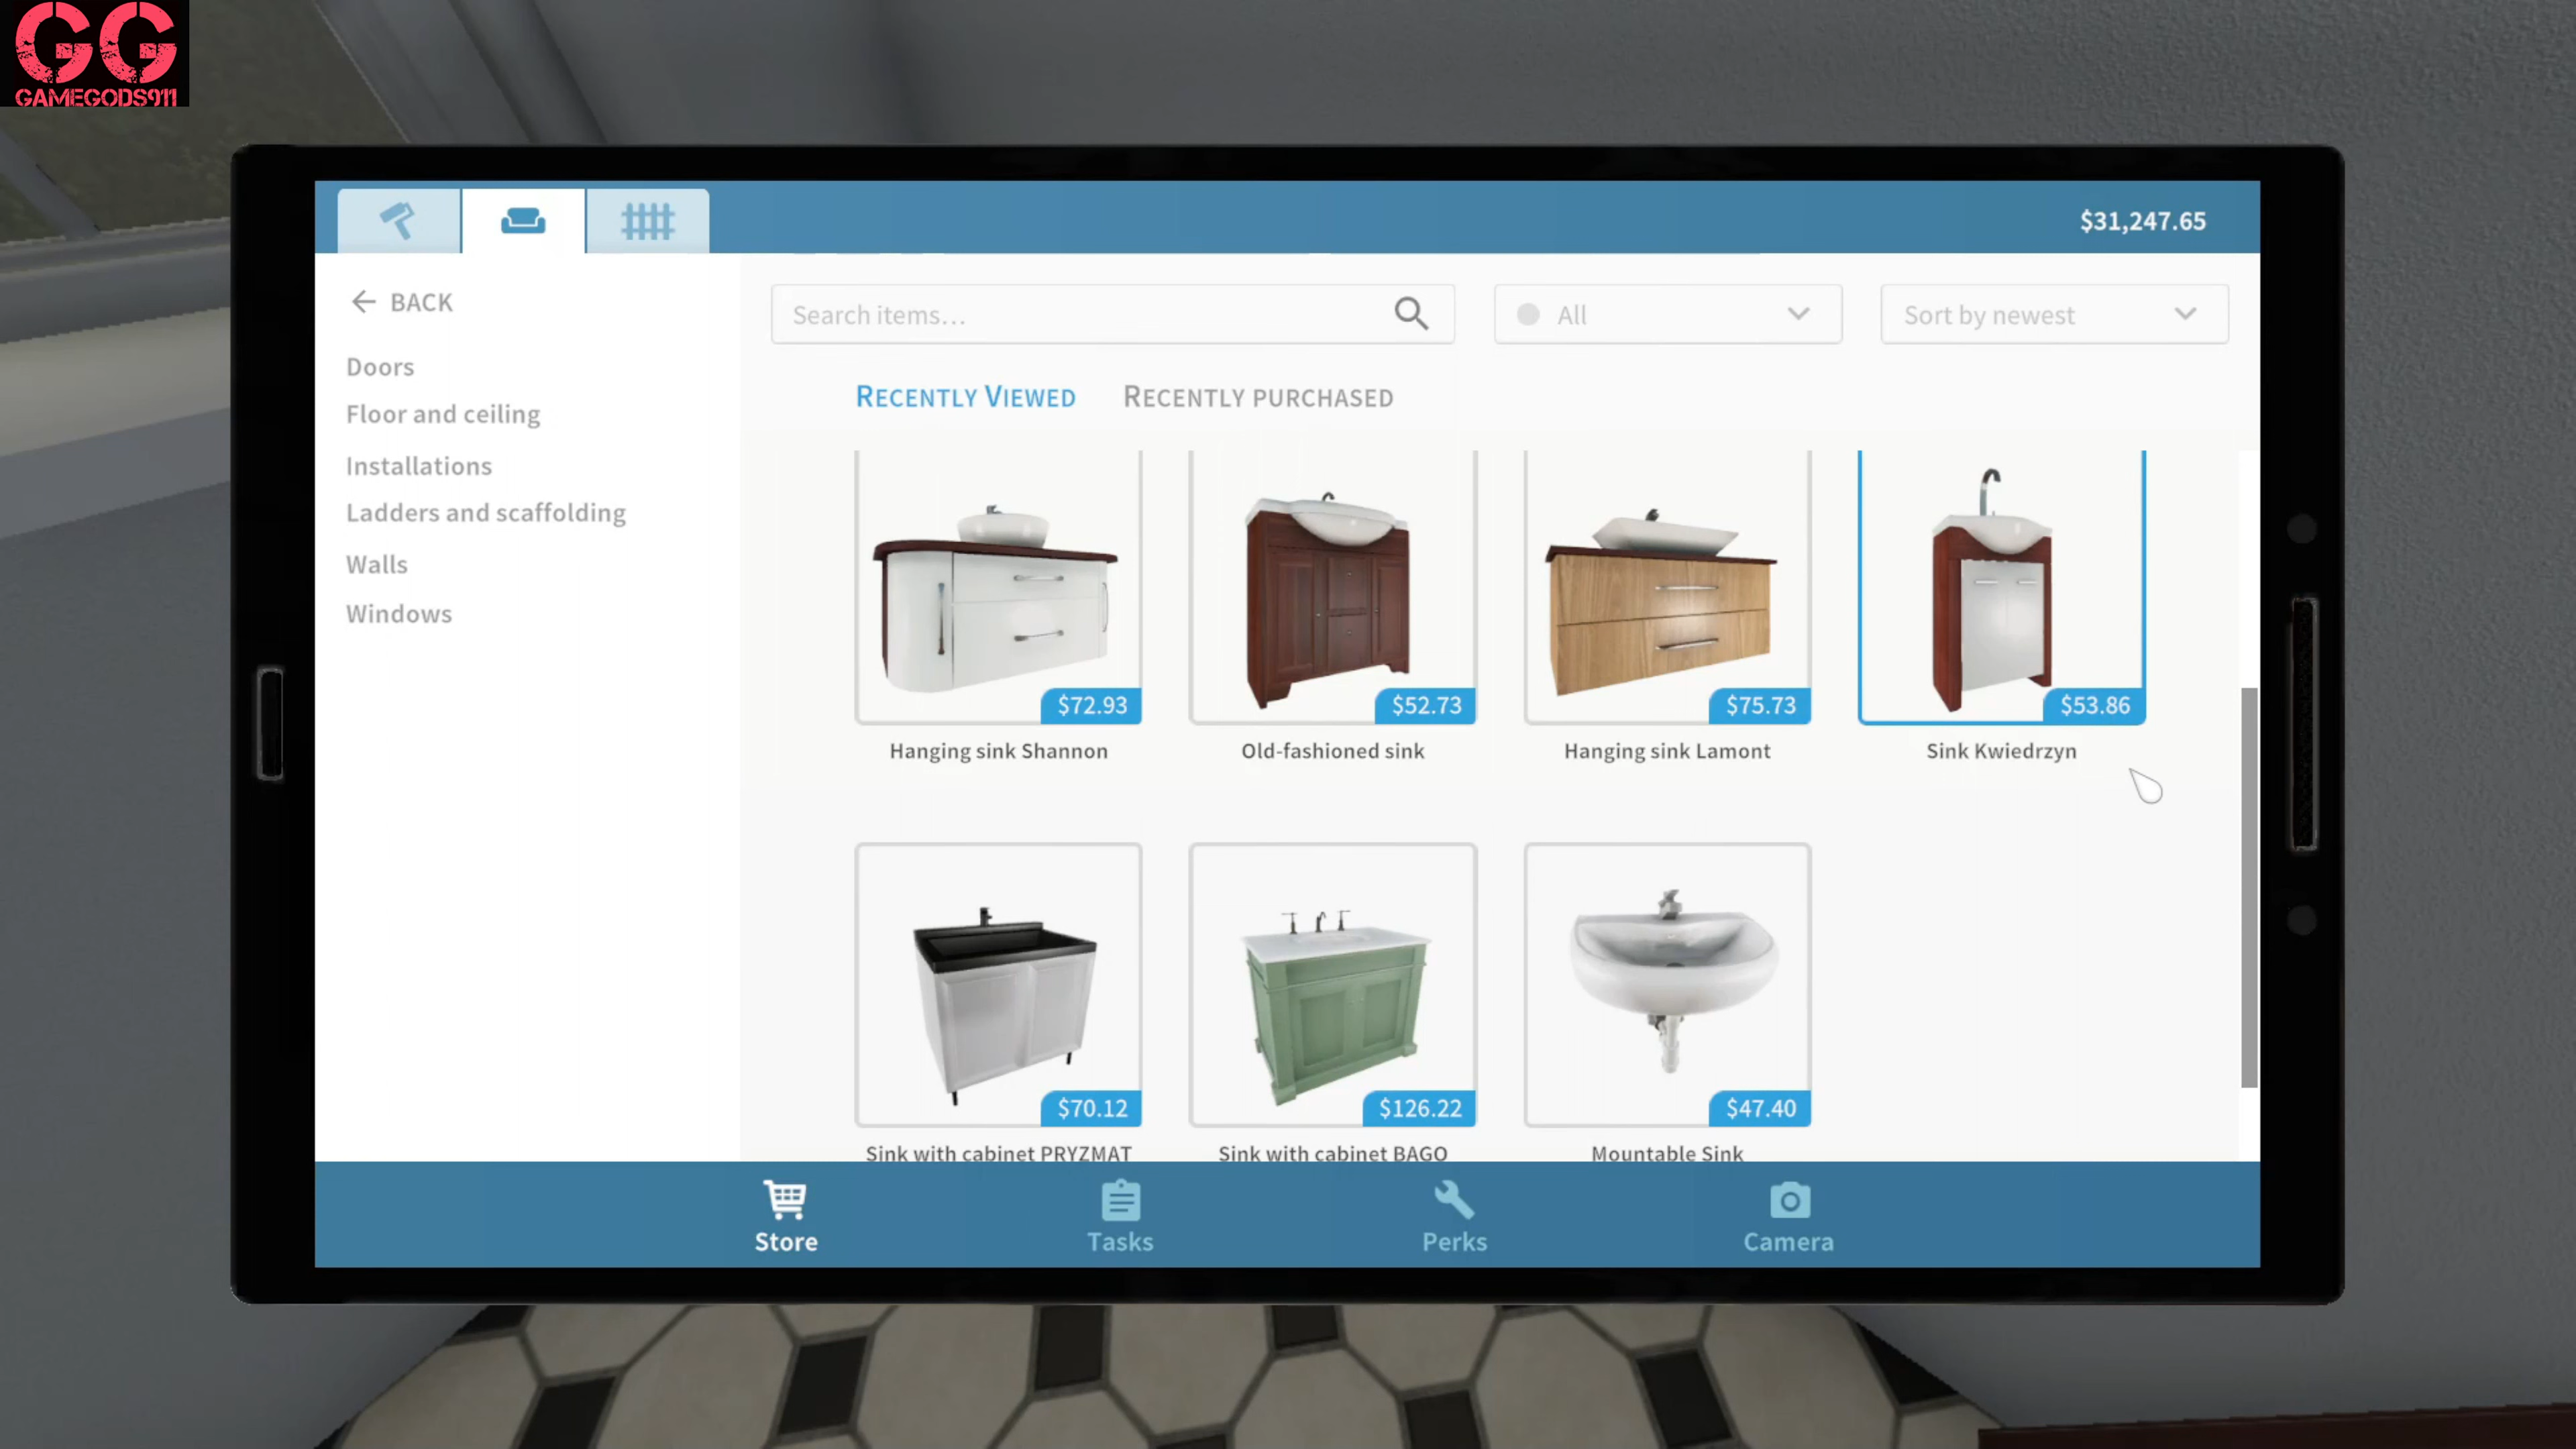 GG
GAMEGODS911
$31,247.65
BACK
Doors
Floor and ceiling
Installations
Ladders and scaffolding
Walls
Windows
Search items...
All
Sort by newest
RECENTLY VIEWED
RECENTLY PURCHASED
$72.93
$52.73
$75.73
$53.86
Hanging sink Shannon
Old-fashioned sink
Hanging sink Lamont
Sink Kwiedrzyn
$70.12
$126.22
$47.40
Sink with cabinet PRYZMAT
Sink with cabinet BAGO
Mountable Sink
Store
Tasks
Perks
Camera